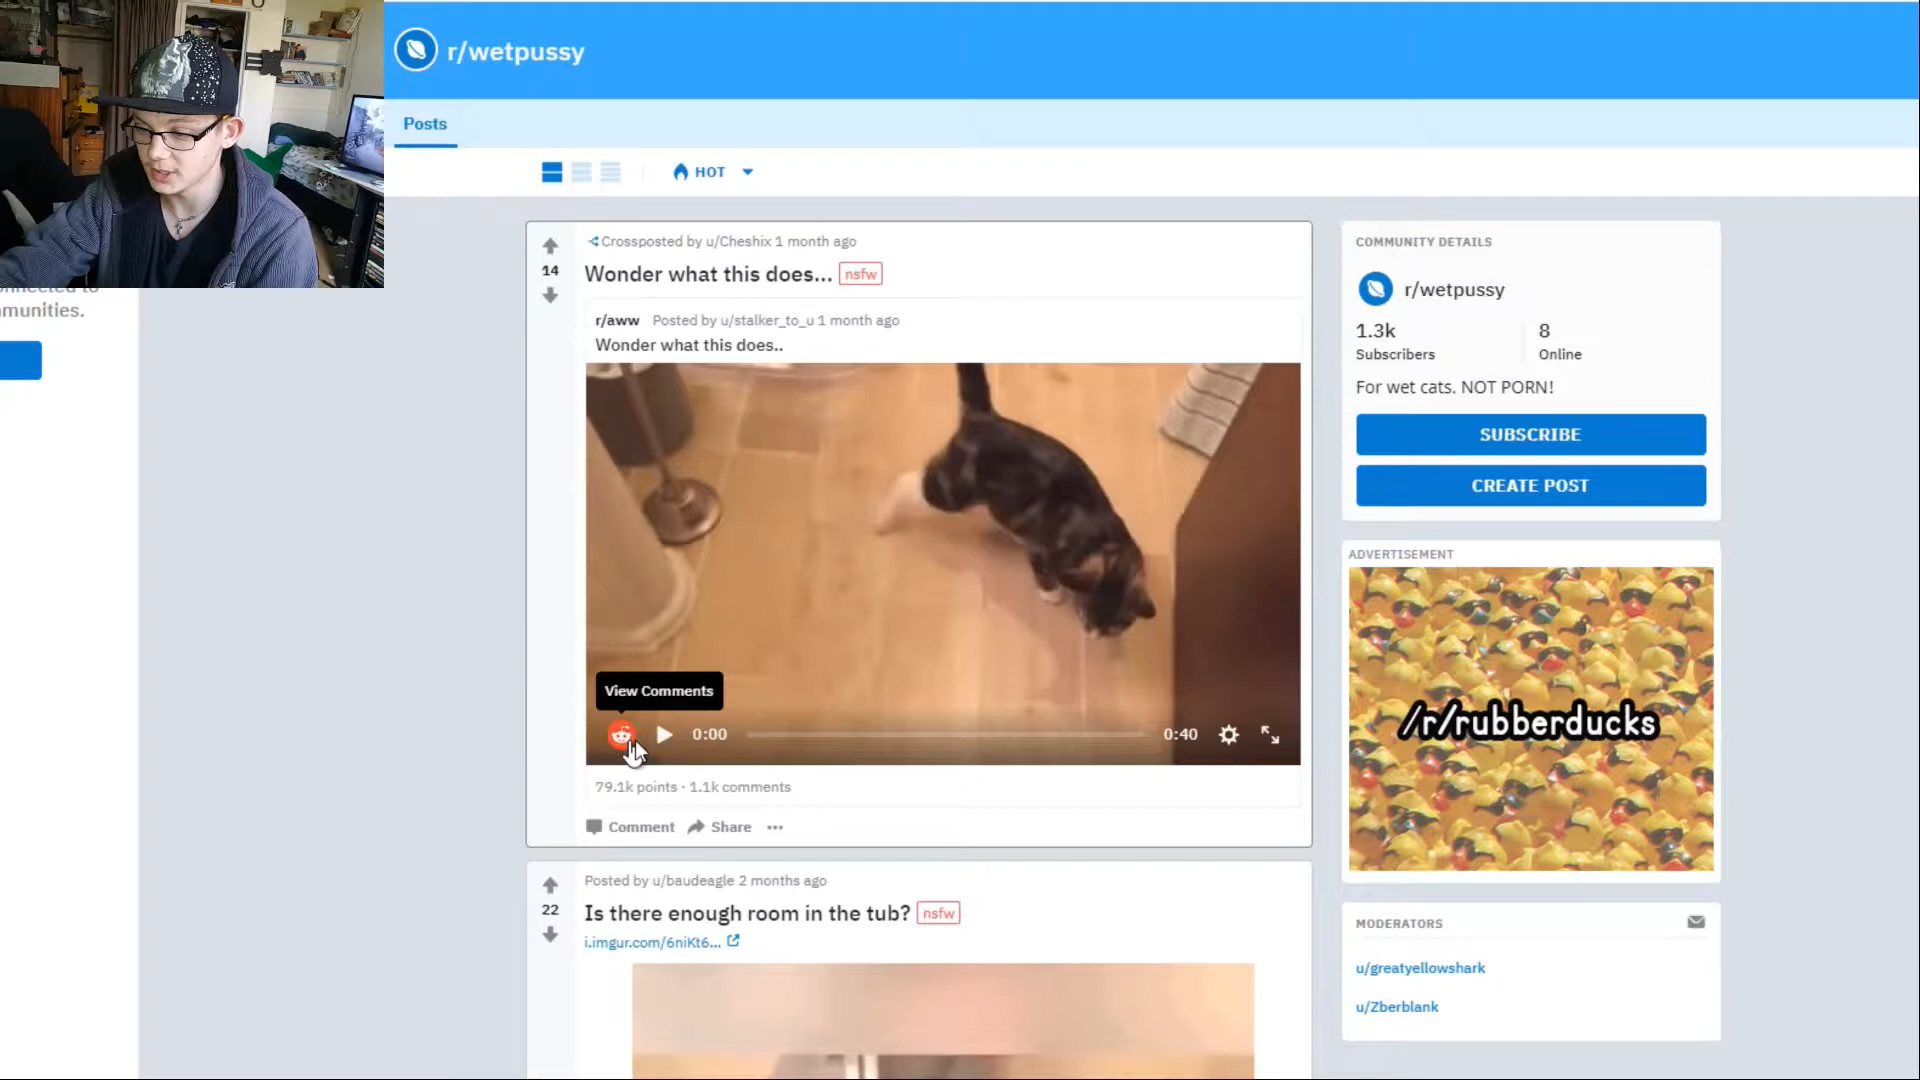 r/wetpussy
Posts
HOT
munities.
14
Crossposted by u/Cheshix 1 month ago
Wonder what this does... nsfw
r/aww Posted by u/stalker_to_u 1 month ago
Wonder what this does..
View Comments
0:00
0:40
79.1k points · 1.1k comments
Comment
Share
22
Posted by u/baudeagle 2 months ago
Is there enough room in the tub? nsfw
i.imgur.com/6niKt6...
COMMUNITY DETAILS
r/wetpussy
1.3k
Subscribers
8
Online
For wet cats. NOT PORN!
SUBSCRIBE
CREATE POST
ADVERTISEMENT
/r/rubberducks
MODERATORS
u/greatyellowshark
u/Zberblank